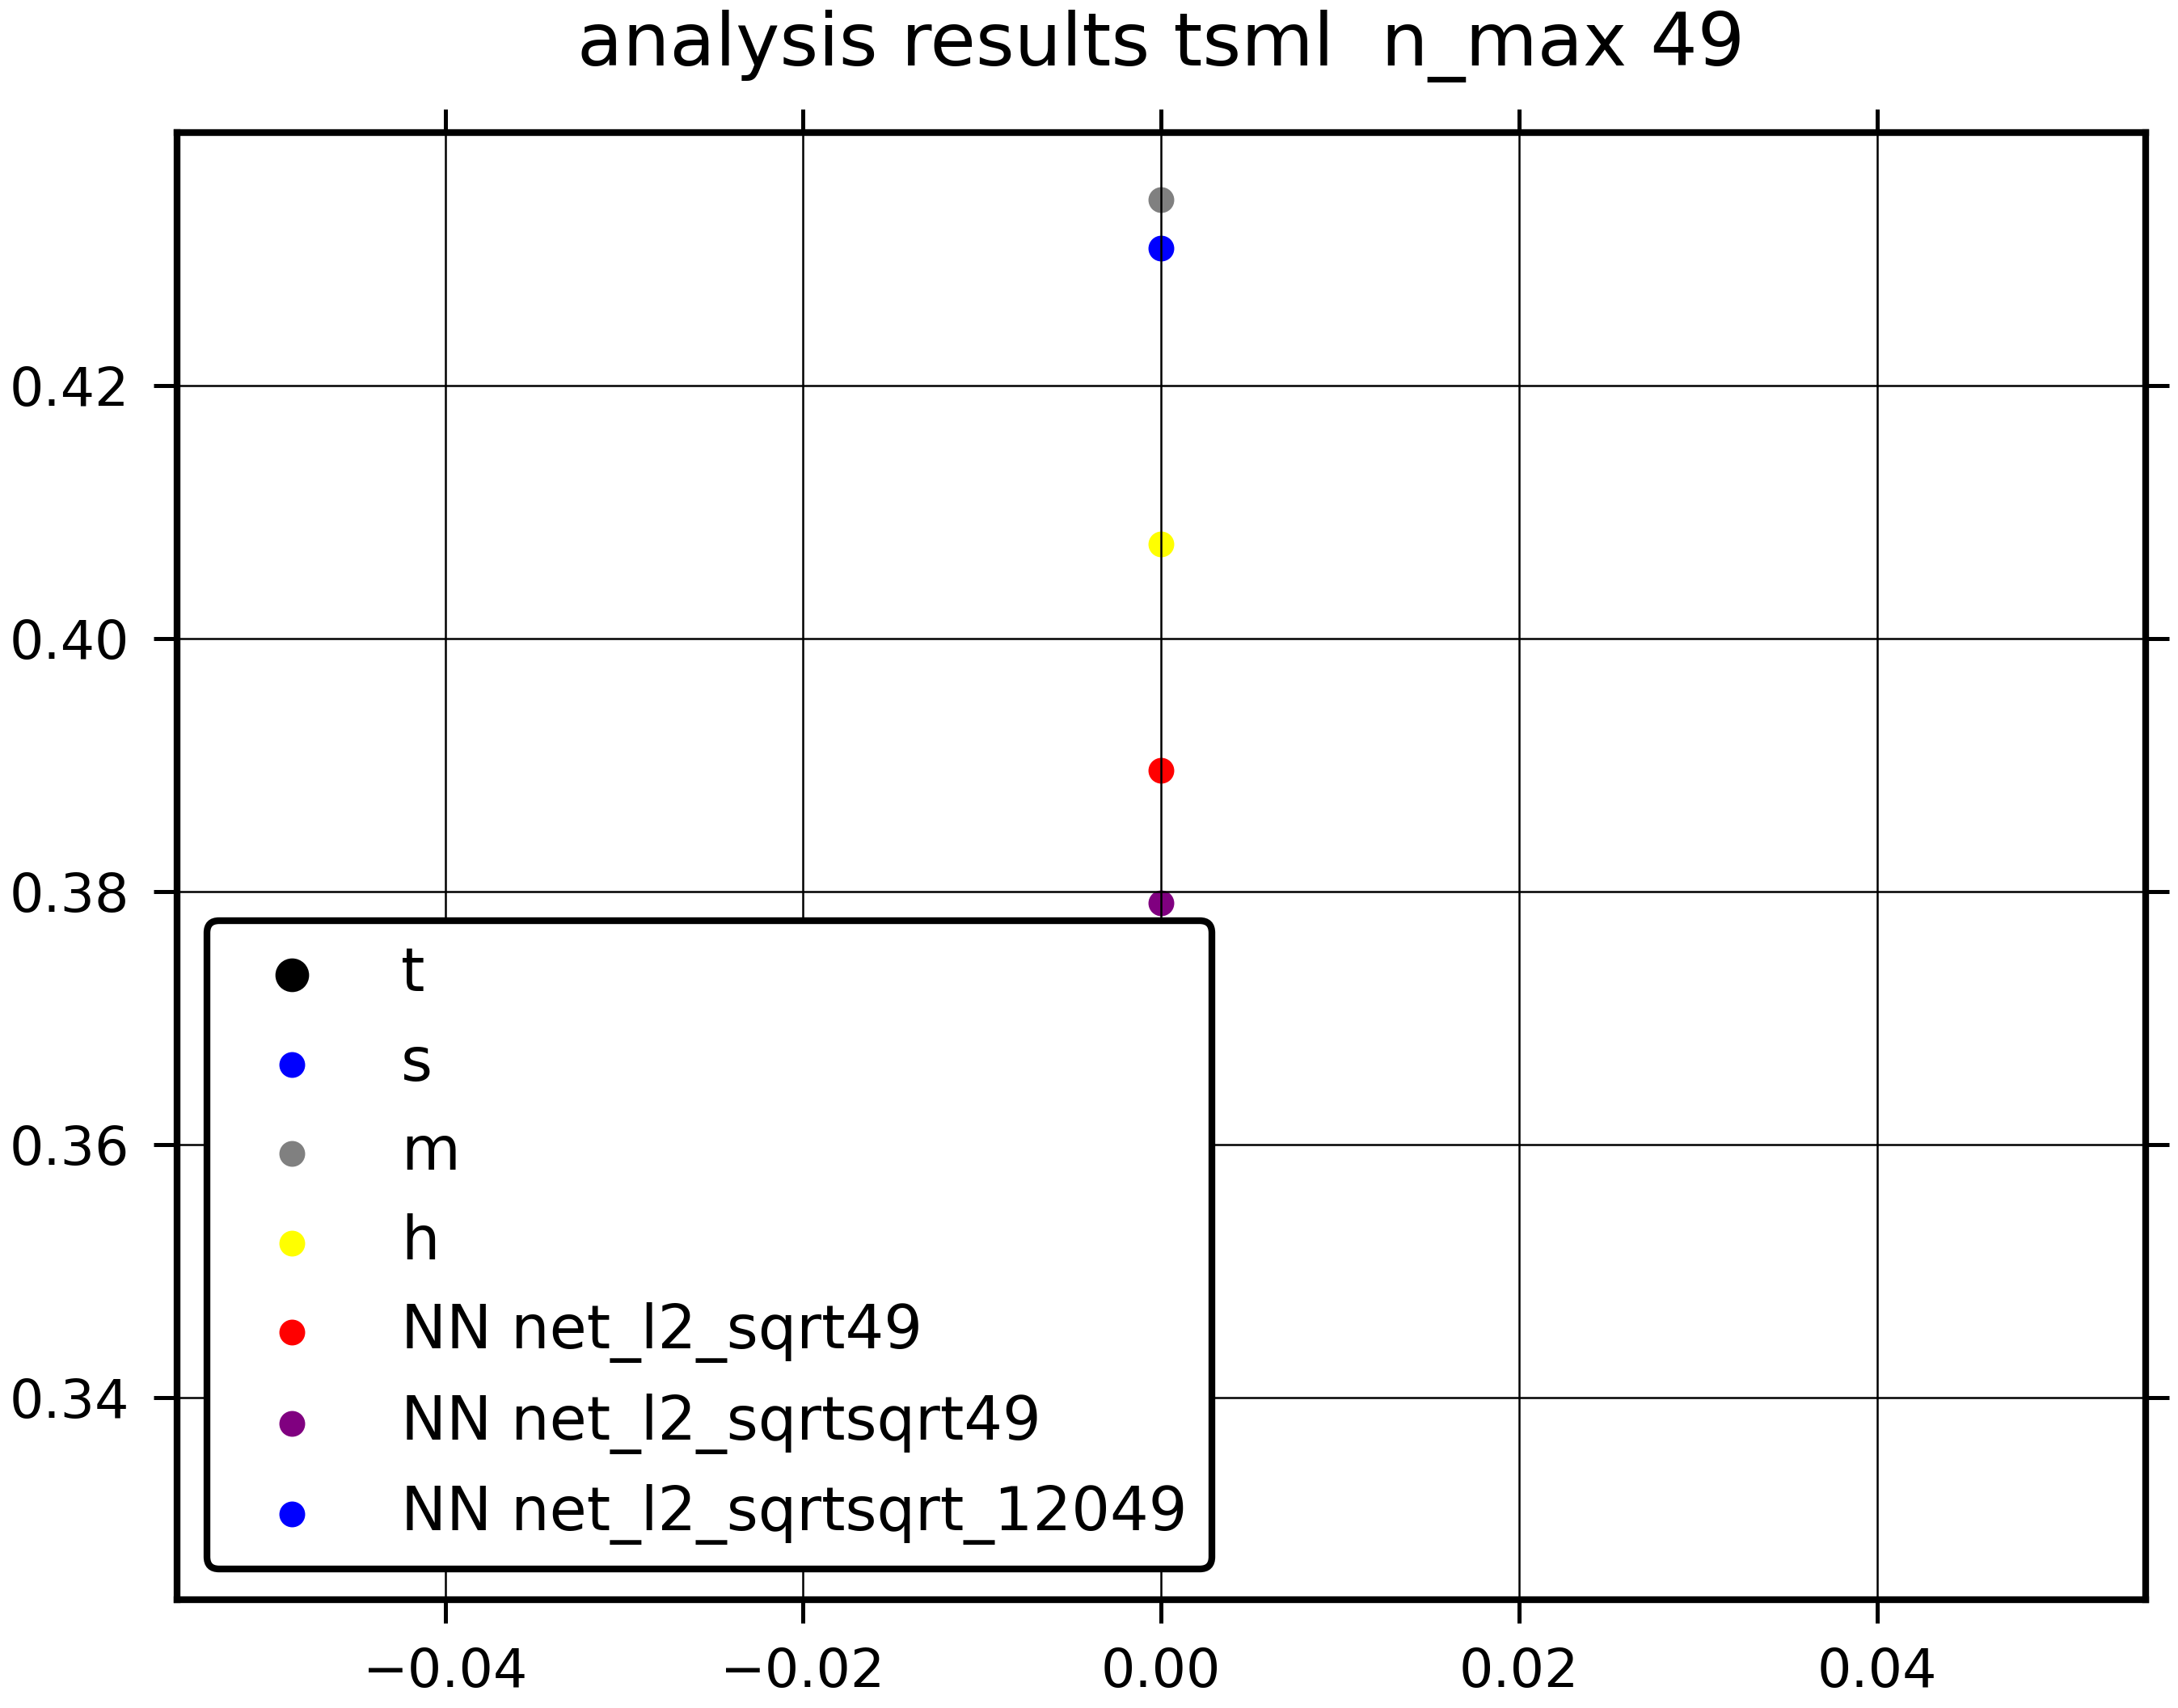 analysis results tsml  n_max 49
0.42
0.40
0.38
0.36
0.34
t
s
m
h
NN net_l2_sqrt49
NN net_l2_sqrtsqrt49
NN net_l2_sqrtsqrt_12049
−0.04
−0.02
0.00
0.02
0.04